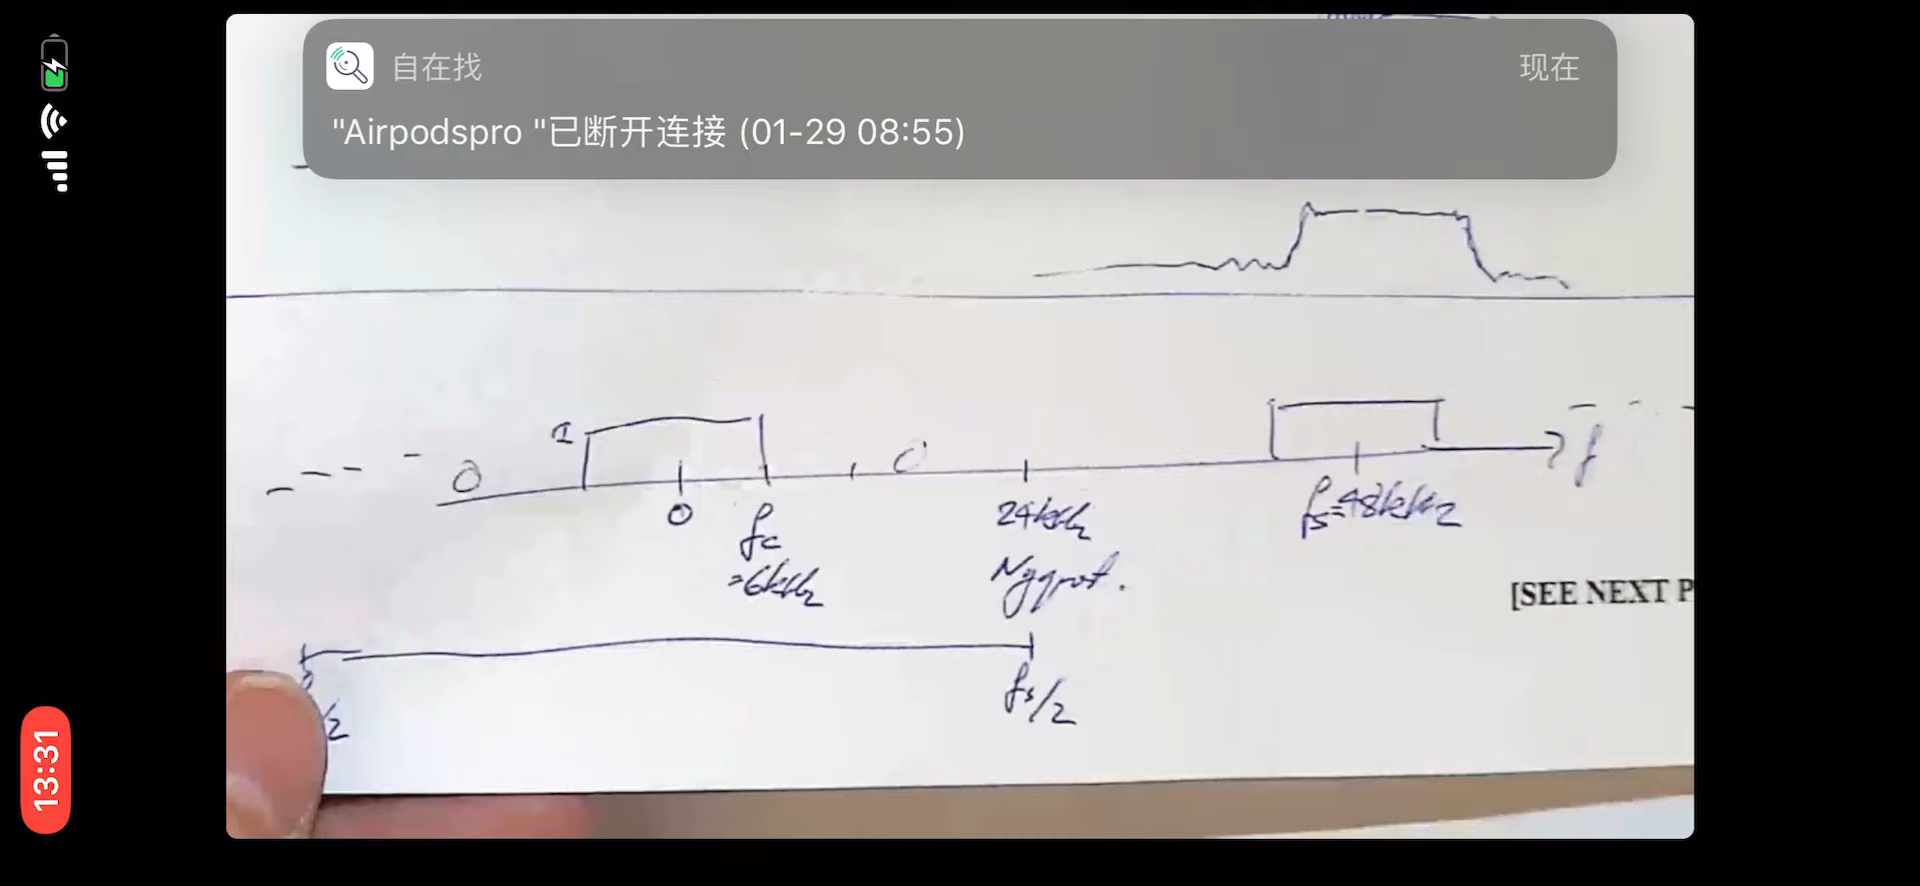 自在找
现在
"Airpodspro "已断开连接 (01-29 08:55)
1
0
0
f
0
fc
=6kHz
24kHz
Nyquist.
fs=48kHz
[SEE NEXT P
fs/2
/2
13:31